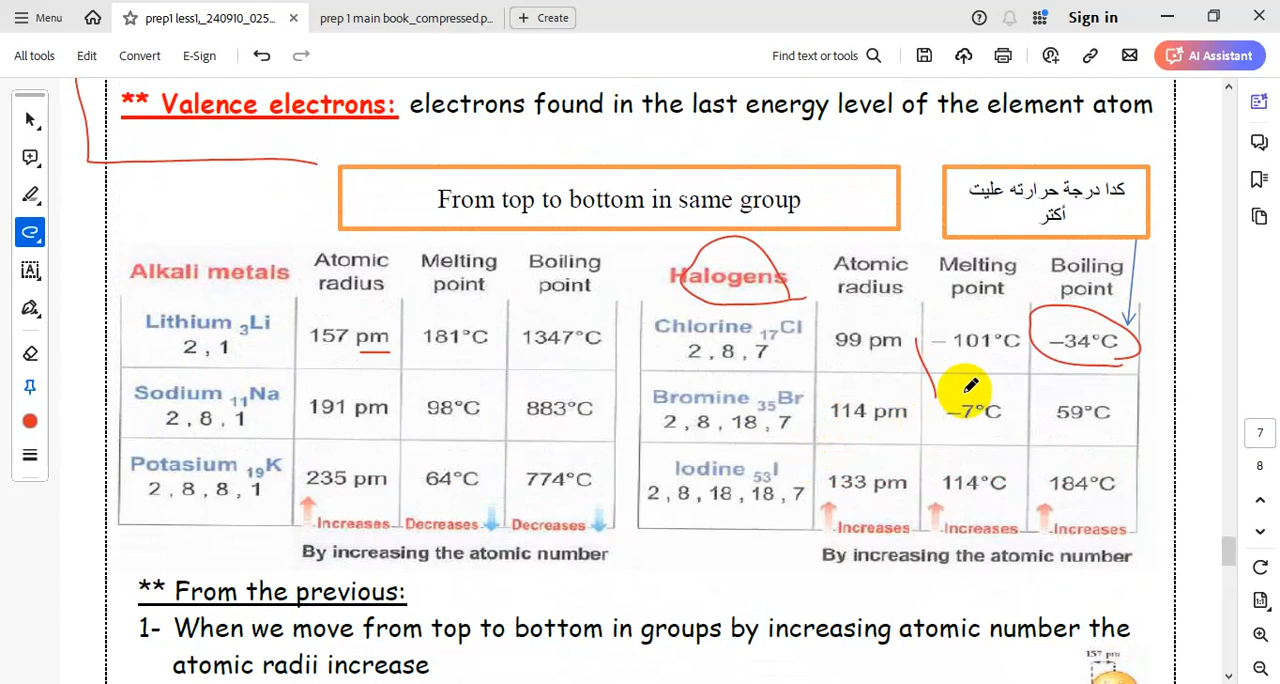 Menu
prep1 less1,_240910_025...
prep 1 main book_compressed.p...
Create
Sign in
All tools
Edit
Convert
E-Sign
Find text or tools
AI Assistant
** Valence electrons: electrons found in the last energy level of the element atom
From top to bottom in same group
كدا درجة حرارته عليت
أكتر
Alkali metals
Atomic radius
Melting point
Boiling point
Lithium ₃Li
2 , 1
157 pm
181°C
1347°C
Sodium ₁₁Na
2 , 8 , 1
191 pm
98°C
883°C
Potasium ₁₉K
2 , 8 , 8 , 1
235 pm
64°C
774°C
Increases
Decreases
Decreases
By increasing the atomic number
Halogens
Atomic radius
Melting point
Boiling point
Chlorine ₁₇Cl
2 , 8 , 7
99 pm
– 101°C
–34°C
Bromine ₃₅Br
2 , 8 , 18 , 7
114 pm
–7°C
59°C
Iodine ₅₃I
2 , 8 , 18 , 18 , 7
133 pm
114°C
184°C
Increases
Increases
Increases
By increasing the atomic number
** From the previous:
1- When we move from top to bottom in groups by increasing atomic number the
atomic radii increase
157 pm
7
8